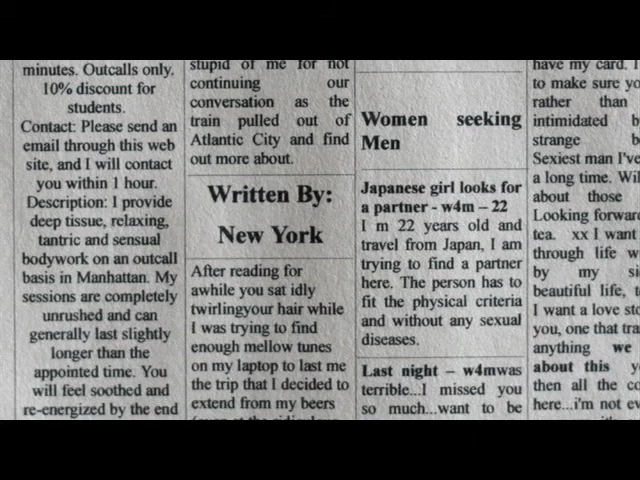 minutes. Outcalls only.
10% discount for
students.
Contact: Please send an
email through this web
site, and I will contact
you within 1 hour.
Description: I provide
deep tissue, relaxing,
tantric and sensual
bodywork on an outcall
basis in Manhattan. My
sessions are completely
unrushed and can
generally last slightly
longer than the
appointed time. You
will feel soothed and
re-energized by the end
stupid of me for not
continuing our
conversation as the
train pulled out of
Atlantic City and find
out more about.
Written By:
New York
After reading for
awhile you sat idly
twirlingyour hair while
I was trying to find
enough mellow tunes
on my laptop to last me
the trip that I decided to
extend from my beers
Women seeking
Men
Japanese girl looks for
a partner - w4m – 22
I m 22 years old and
travel from Japan, I am
trying to find a partner
here. The person has to
fit the physical criteria
and without any sexual
diseases.
Last night – w4mwas
terrible...I missed you
so much...want to be
have my card. I
to make sure yo
rather than
intimidated b
strange be
Sexiest man I've
a long time. Wil
about those
Looking forward
tea. xx I want
through life w
by my si
beautiful life, t
I want a love sto
you, one that tra
anything we
about this y
then all the co
here...i'm not ev